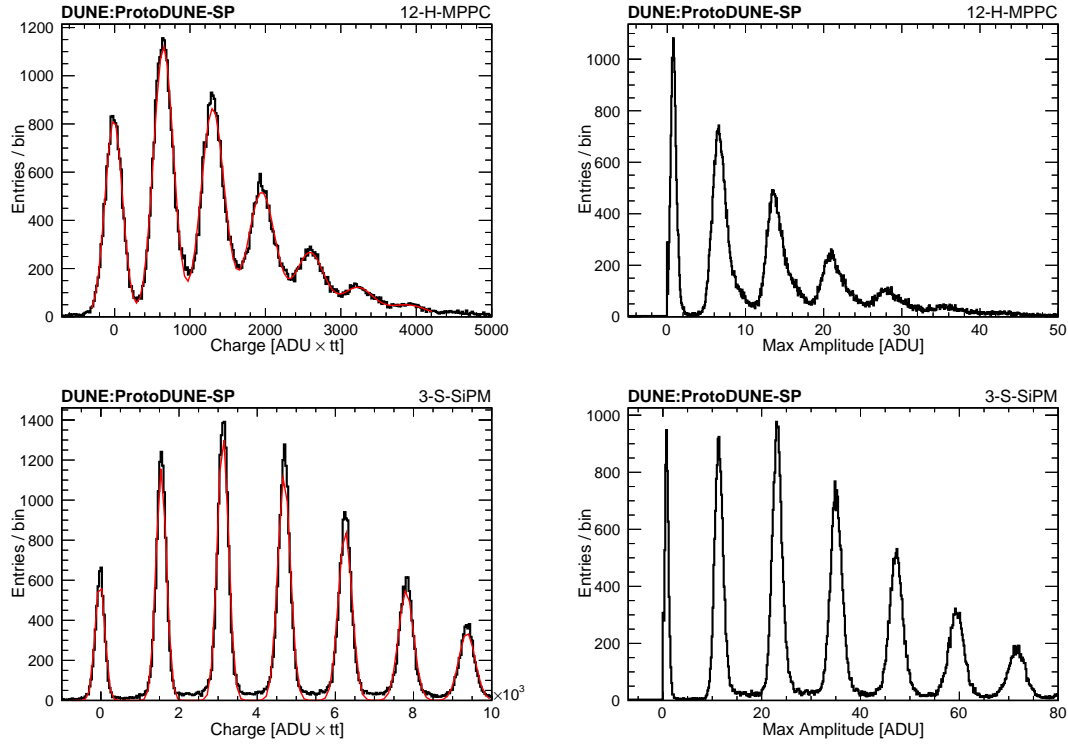 DUNE:ProtoDUNE-SP 12-H-MPPC
Entries / bin
1200
1000
800
600
400
200
0
0 1000 2000 3000 4000 5000
Charge [ADU × tt]
DUNE:ProtoDUNE-SP 12-H-MPPC
Entries / bin
1000
800
600
400
200
0
0 10 20 30 40 50
Max Amplitude [ADU]
DUNE:ProtoDUNE-SP 3-S-SiPM
Entries / bin
1400
1200
1000
800
600
400
200
0
0 2 4 6 8 10
×10³
Charge [ADU × tt]
DUNE:ProtoDUNE-SP 3-S-SiPM
Entries / bin
1000
800
600
400
200
0
0 20 40 60 80
Max Amplitude [ADU]